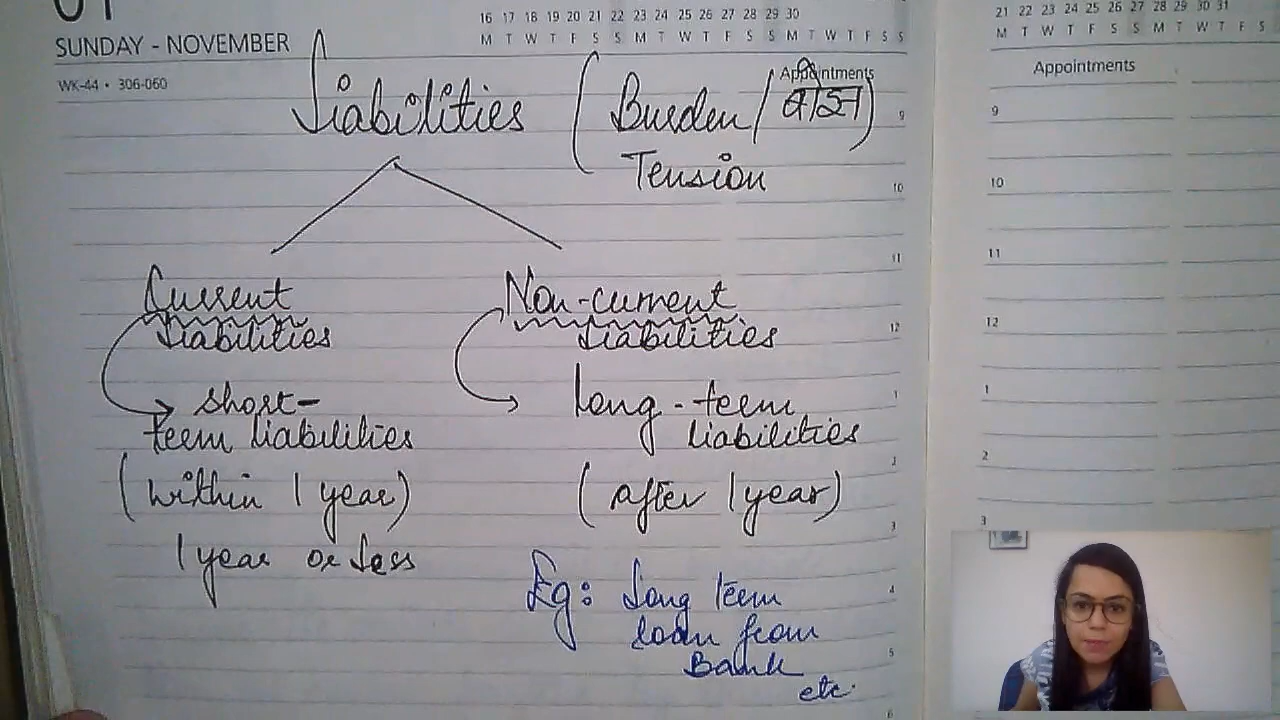 01
SUNDAY - NOVEMBER
WK-44 • 306-060
16 17 18 19 20 21 22 23 24 25 26 27 28 29 30
M T W T F S S M T W T F S S M T W T F S S
21 22 23 24 25 26 27 28 29 30 31
M T W T F S S M T W T F S
Appointments
Appointments
Liabilities (Burden/बोझ)
Tension
Current
liabilities
Non-current
liabilities
short-
term liabilities
(within 1 year)
1 year or less
long-term
liabilities
(after 1 year)
Eg: Long term
loan from
Bank
etc.
9
10
11
12
1
2
3
4
5
6
9
10
11
12
1
2
3